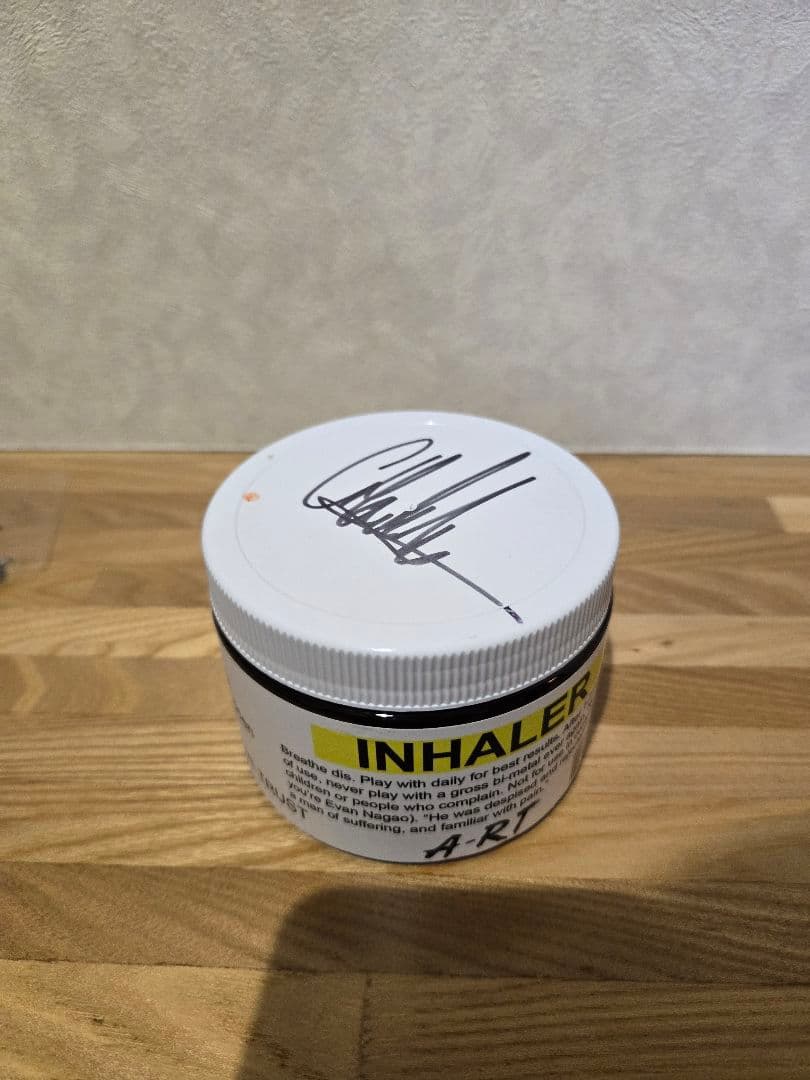 INHALER
Breathe dis. Play with daily for best results. After
of use, never play with a gross bi-metal ever again.
children or people who complain. Not for use in
you're Evan Nagao). "He was despised and
a man of suffering, and familiar with pain."
TRUST
A-RT